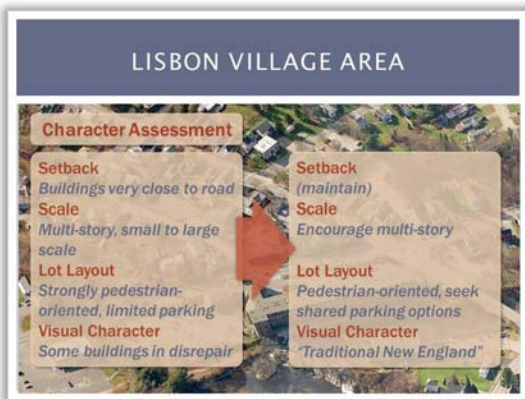 LISBON VILLAGE AREA
Character Assessment
Setback
Buildings very close to road
Scale
Multi-story, small to large
scale
Lot Layout
Strongly pedestrian-
oriented, limited parking
Visual Character
Some buildings in disrepair
Setback
(maintain)
Scale
Encourage multi-story
Lot Layout
Pedestrian-oriented, seek
shared parking options
Visual Character
"Traditional New England"